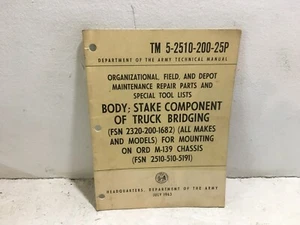 TM 5-2510-200-25P
DEPARTMENT OF THE ARMY TECHNICAL MANUAL
ORGANIZATIONAL, FIELD, AND DEPOT
MAINTENANCE REPAIR PARTS AND
SPECIAL TOOL LISTS
BODY: STAKE COMPONENT
OF TRUCK BRIDGING
(FSN 2320-200-1682) (ALL MAKES
AND MODELS) FOR MOUNTING
ON ORD M-139 CHASSIS
(FSN 2510-510-5191)
HEADQUARTERS, DEPARTMENT OF THE ARMY
JULY 1963